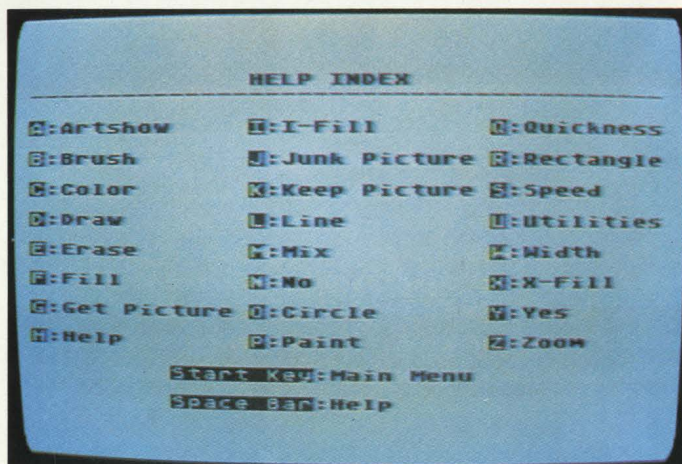 HELP INDEX
A:Artshow I:I-Fill Q:Quickness
B:Brush J:Junk Picture R:Rectangle
C:Color K:Keep Picture S:Speed
D:Draw L:Line U:Utilities
E:Erase M:Mix W:Width
F:Fill N:No X:X-Fill
G:Get Picture O:Circle Y:Yes
H:Help P:Paint Z:Zoom
Start Key:Main Menu
Space Bar:Help